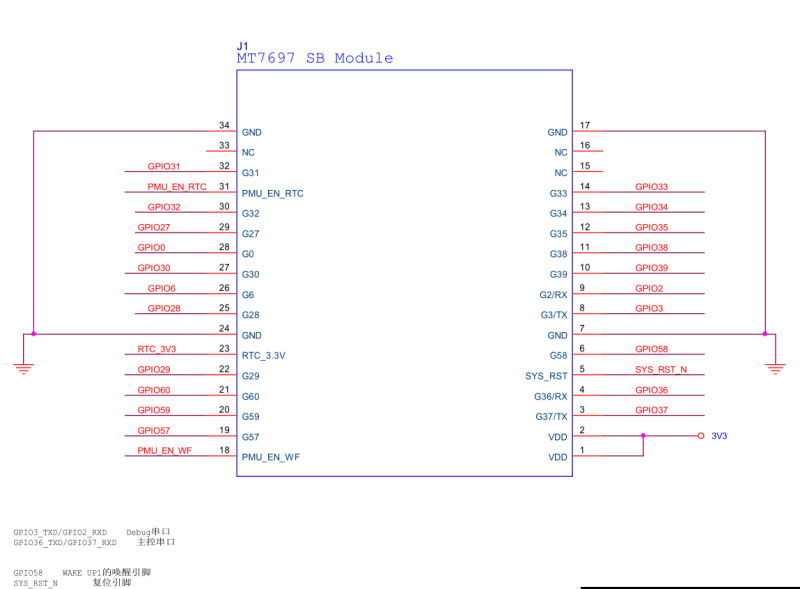 J1
MT7697 SB Module
34 GND GND 17
33 NC NC 16
GPIO31 32 G31 NC 15
PMU_EN_RTC 31 PMU_EN_RTC G33 14 GPIO33
GPIO32 30 G32 G34 13 GPIO34
GPIO27 29 G27 G35 12 GPIO35
GPIO0 28 G0 G38 11 GPIO38
GPIO30 27 G30 G39 10 GPIO39
GPIO6 26 G6 G2/RX 9 GPIO2
GPIO28 25 G28 G3/TX 8 GPIO3
24 GND GND 7
RTC_3V3 23 RTC_3.3V G58 6 GPIO58
GPIO29 22 G29 SYS_RST 5 SYS_RST_N
GPIO60 21 G60 G36/RX 4 GPIO36
GPIO59 20 G59 G37/TX 3 GPIO37
GPIO57 19 G57 VDD 2 3V3
PMU_EN_WF 18 PMU_EN_WF VDD 1
GPIO3_TXD/GPIO2_RXD Debug串口
GPIO36_TXD/GPIO37_RXD 主控串口
GPIO58 WAKE UP1的唤醒引脚
SYS_RST_N 复位引脚